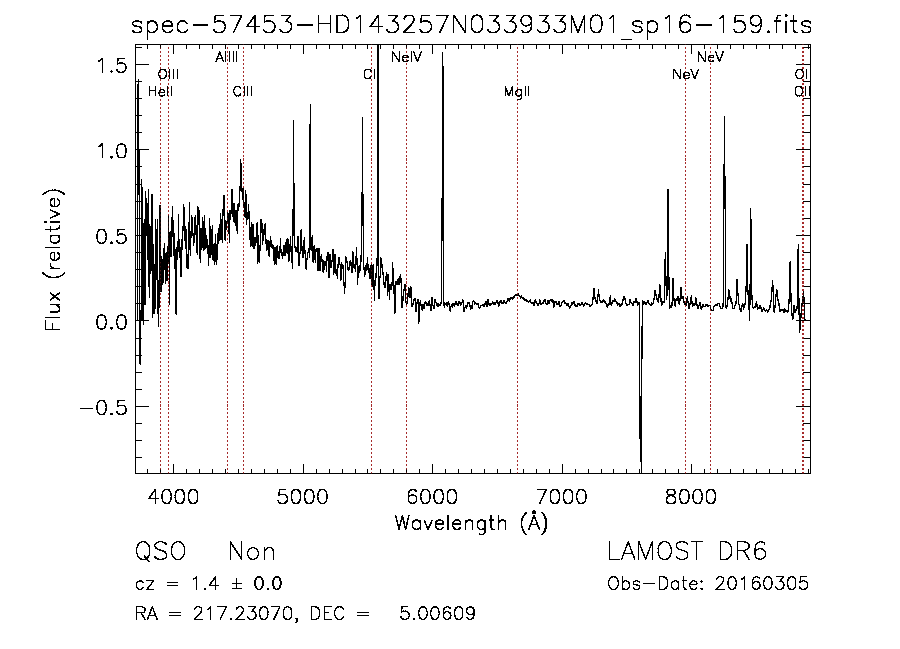 spec-57453-HD143257N033933M01_sp16-159.fits
AlIII NeIV NeV
OIII CI NeV OI
HeII CIII MgII OII
1.5
1.0
0.5
0.0
-0.5
Flux (relative)
4000 5000 6000 7000 8000
Wavelength (Å)
QSO Non LAMOST DR6
cz = 1.4 ± 0.0 Obs-Date: 20160305
RA = 217.23070, DEC = 5.00609